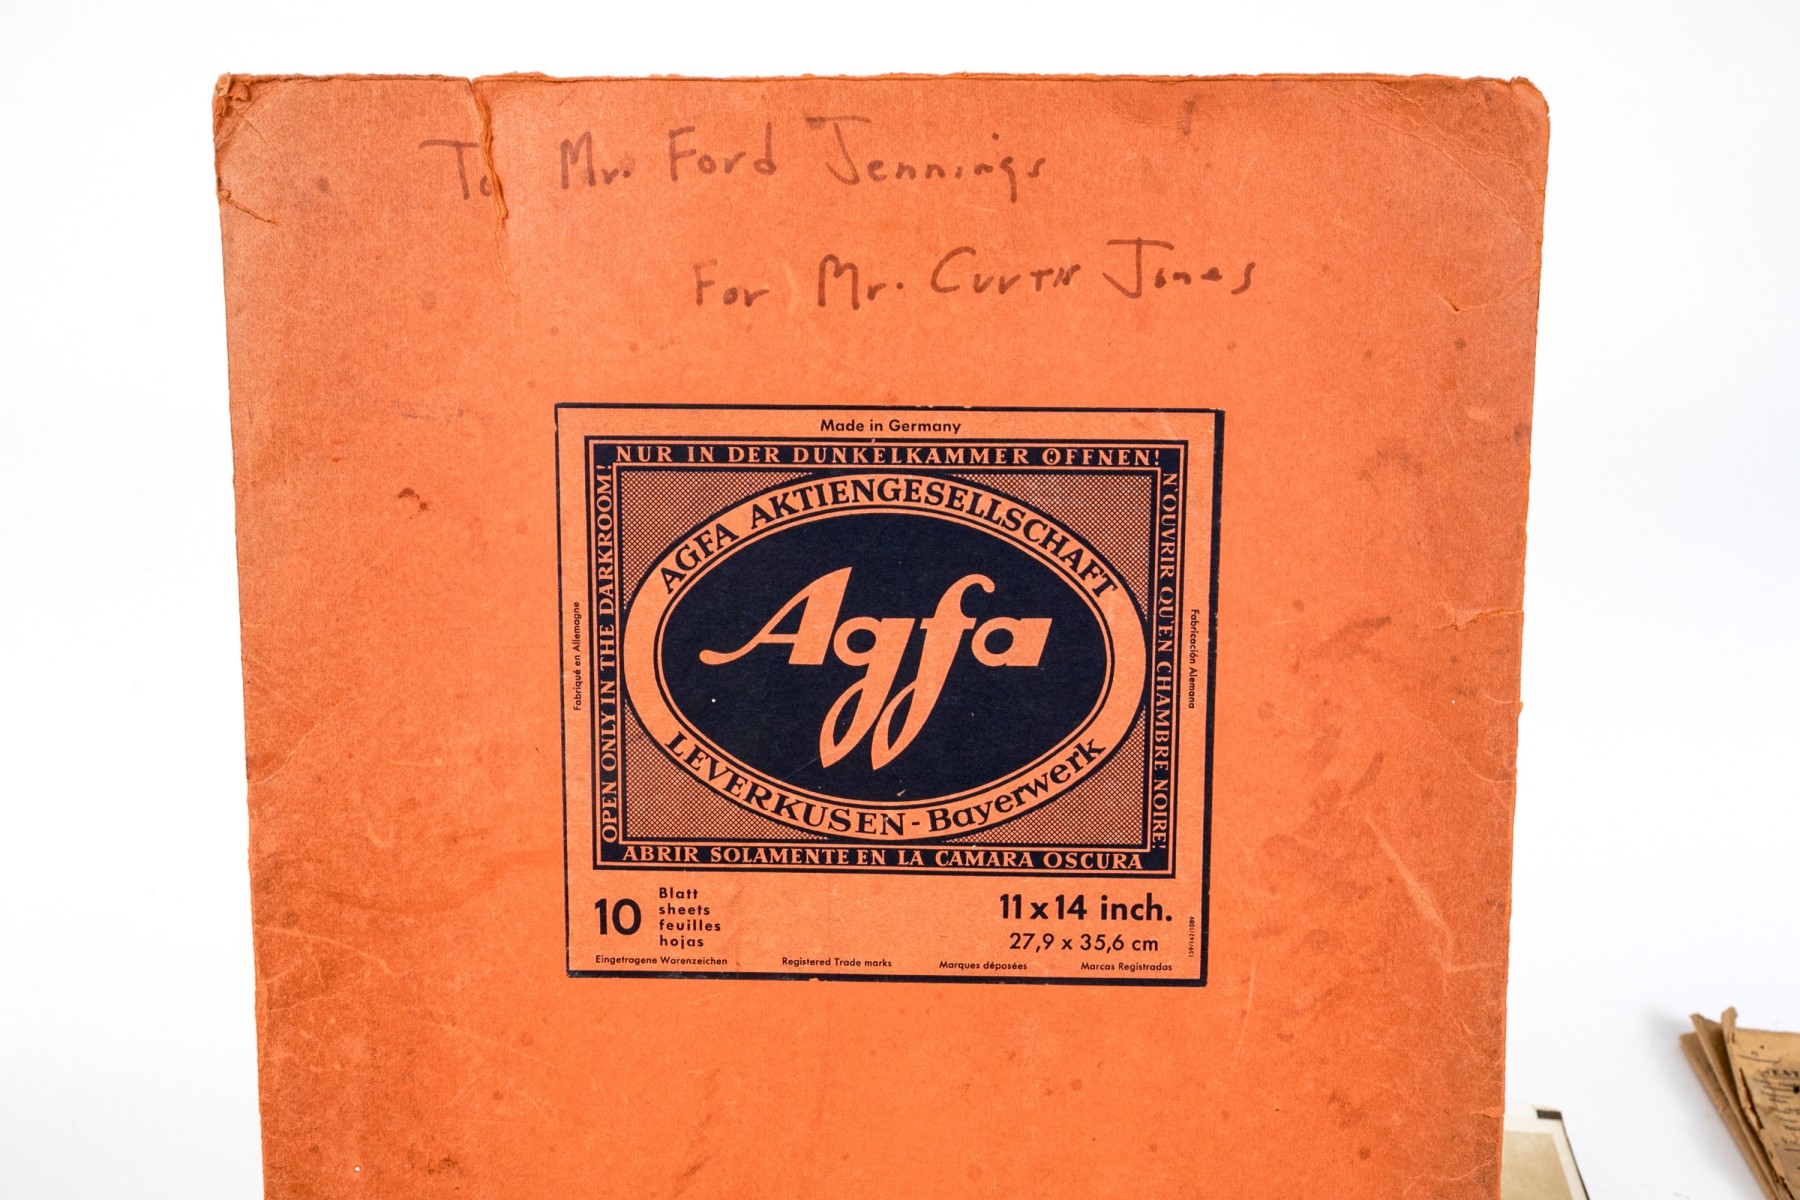 To Mr. Ford Jennings
For Mr. Curtis Jones
Made in Germany
NUR IN DER DUNKELKAMMER ÖFFNEN!
OPEN ONLY IN THE DARKROOM!
N'OUVRIR QU'EN CHAMBRE NOIRE!
ABRIR SOLAMENTE EN LA CAMARA OSCURA
Fabriqué en Allemagne
Fabricación Alemana
AGFA AKTIENGESELLSCHAFT
Agfa
LEVERKUSEN - Bayerwerk
10
Blatt
sheets
feuilles
hojas
11 x 14 inch.
27,9 x 35,6 cm
Eingetragene Warenzeichen
Registered Trade marks
Marques déposées
Marcas Registradas